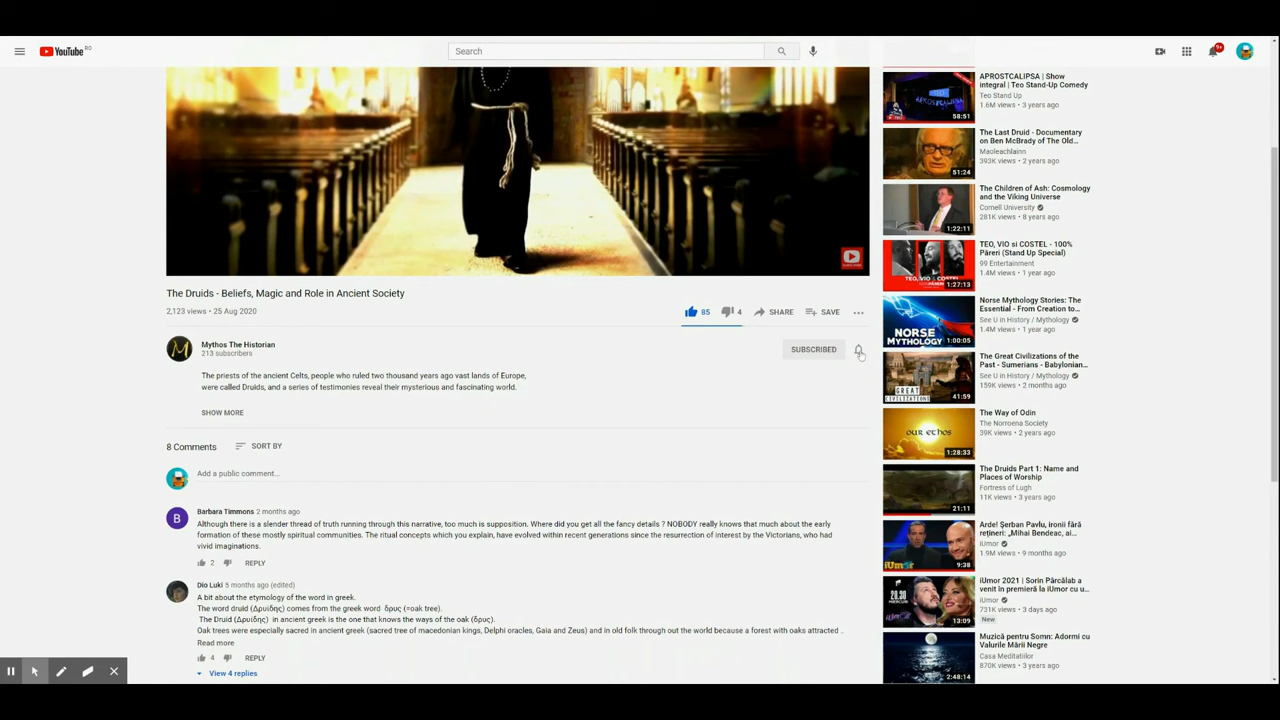 YouTube RO
Search
9+
The Druids - Beliefs, Magic and Role in Ancient Society
2,123 views • 25 Aug 2020
85
4
SHARE
SAVE
Mythos The Historian
213 subscribers
SUBSCRIBED
The priests of the ancient Celts, people who ruled two thousand years ago vast lands of Europe,
were called Druids, and a series of testimonies reveal their mysterious and fascinating world.
SHOW MORE
8 Comments
SORT BY
Add a public comment...
B
Barbara Timmons 2 months ago
Although there is a slender thread of truth running through this narrative, too much is supposition. Where did you get all the fancy details ? NOBODY really knows that much about the early
formation of these mostly spiritual communities. The ritual concepts which you explain, have evolved within recent generations since the resurrection of interest by the Victorians, who had
vivid imaginations.
2
REPLY
Dio Luki 5 months ago (edited)
A bit about the etymology of the word in greek.
The word druid (Δρυίδης) comes from the greek word δρυς (=oak tree).
The Druid (Δρυίδης) in ancient greek is the one that knows the ways of the oak (δρυς).
Oak trees were especially sacred in ancient greek (sacred tree of macedonian kings, Delphi oracles, Gaia and Zeus) and in old folk through out the world because a forest with oaks attracted .
Read more
4
REPLY
View 4 replies
58:51
APROSTCALIPSA | Show
integral | Teo Stand-Up Comedy
Teo Stand Up
1.6M views • 3 years ago
51:24
The Last Druid - Documentary
on Ben McBrady of The Old...
Maoleachlainn
393K views • 2 years ago
1:22:11
The Children of Ash: Cosmology
and the Viking Universe
Cornell University
281K views • 8 years ago
TEO, VIO & COSTEL
1:27:13
TEO, VIO si COSTEL - 100%
Păreri (Stand Up Special)
99 Entertainment
1.4M views • 1 year ago
NORSE
MYTHOLOGY
1:00:05
Norse Mythology Stories: The
Essential - From Creation to...
See U in History / Mythology
1.4M views • 1 year ago
GREAT
CIVILIZATIONS
41:59
The Great Civilizations of the
Past - Sumerians - Babylonian...
See U in History / Mythology
159K views • 2 months ago
OUR ETHOS
1:28:33
The Way of Odin
The Norroena Society
39K views • 2 years ago
21:11
The Druids Part 1: Name and
Places of Worship
Fortress of Lugh
11K views • 3 years ago
iUmor
9:38
Arde! Șerban Pavlu, ironii fără
rețineri: „Mihai Bendeac, ai...
iUmor
1.9M views • 9 months ago
20.30
MIERCURI
13:09
iUmor 2021 | Sorin Pârcălab a
venit în premieră la iUmor cu u...
iUmor
731K views • 3 days ago
New
2:48:14
Muzică pentru Somn: Adormi cu
Valurile Mării Negre
Casa Meditatiilor
870K views • 3 years ago